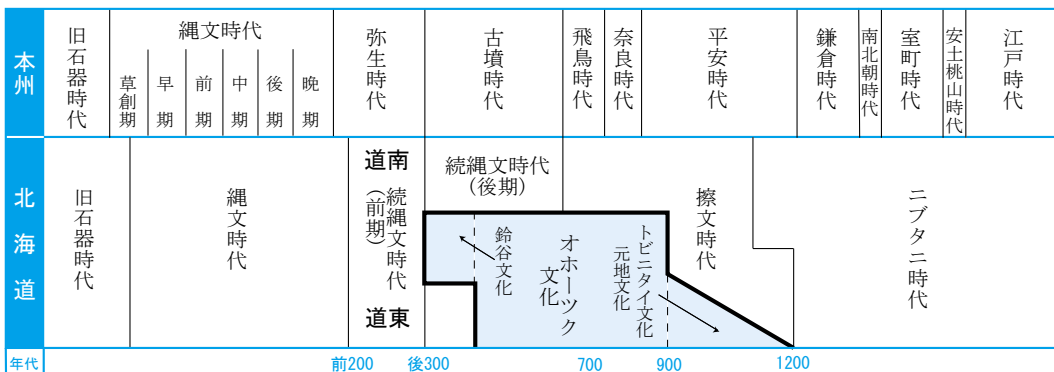 本州
旧石器時代
縄文時代
草創期
早期
前期
中期
後期
晩期
弥生時代
古墳時代
飛鳥時代
奈良時代
平安時代
鎌倉時代
南北朝時代
室町時代
安土桃山時代
江戸時代
北海道
旧石器時代
縄文時代
道南
続縄文時代
(前期)
道東
続縄文時代
(後期)
鈴谷文化
オホーツク
文化
トビニタイ文化
元地文化
擦文時代
ニブタニ時代
年代
前200
後300
700
900
1200